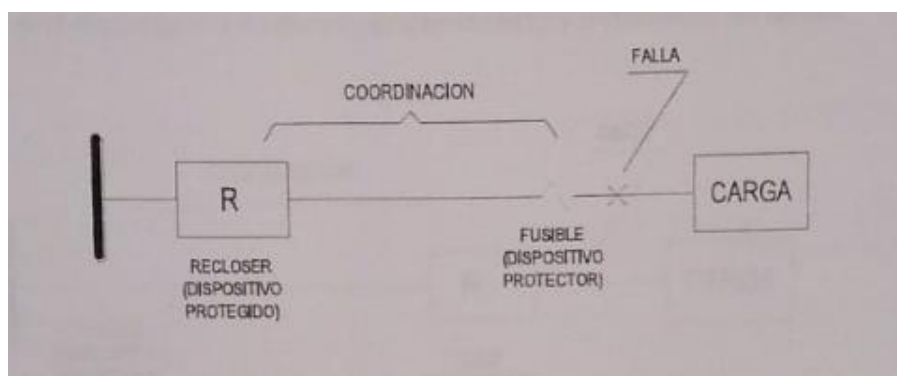 FALLA
COORDINACION
R
CARGA
RECLOSER
(DISPOSITIVO
PROTEGIDO)
FUSIBLE
(DISPOSITIVO
PROTECTOR)